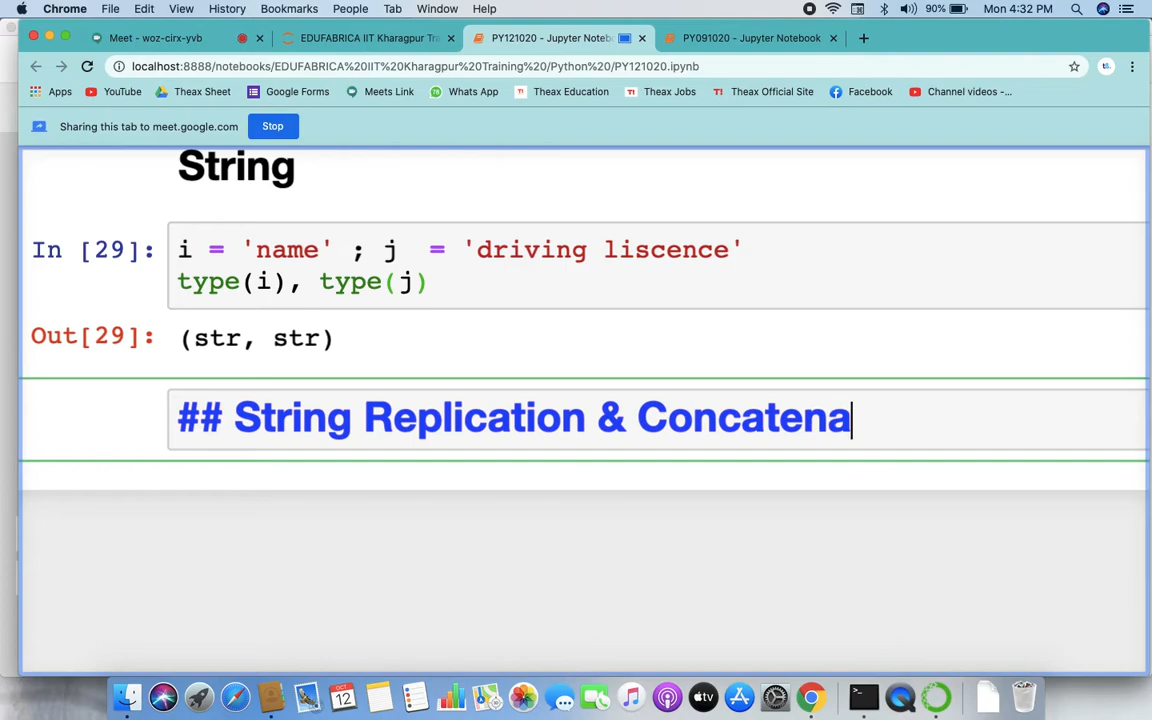 Chrome File Edit View History Bookmarks People Tab Window Help 90% Mon 4:32 PM
Meet - woz-cirx-yvb EDUFABRICA IIT Kharagpur Tra PY121020 - Jupyter Noteb PY091020 - Jupyter Notebook
localhost:8888/notebooks/EDUFABRICA%20IIT%20Kharagpur%20Training%20/Python%20/PY121020.ipynb
Apps YouTube Theax Sheet Google Forms Meets Link Whats App Theax Education Theax Jobs Theax Official Site Facebook Channel videos -...
Sharing this tab to meet.google.com Stop
String
In [29]: i = 'name' ; j = 'driving liscence'
type(i), type(j)
Out[29]: (str, str)
## String Replication & Concatena
OCT 12
tv